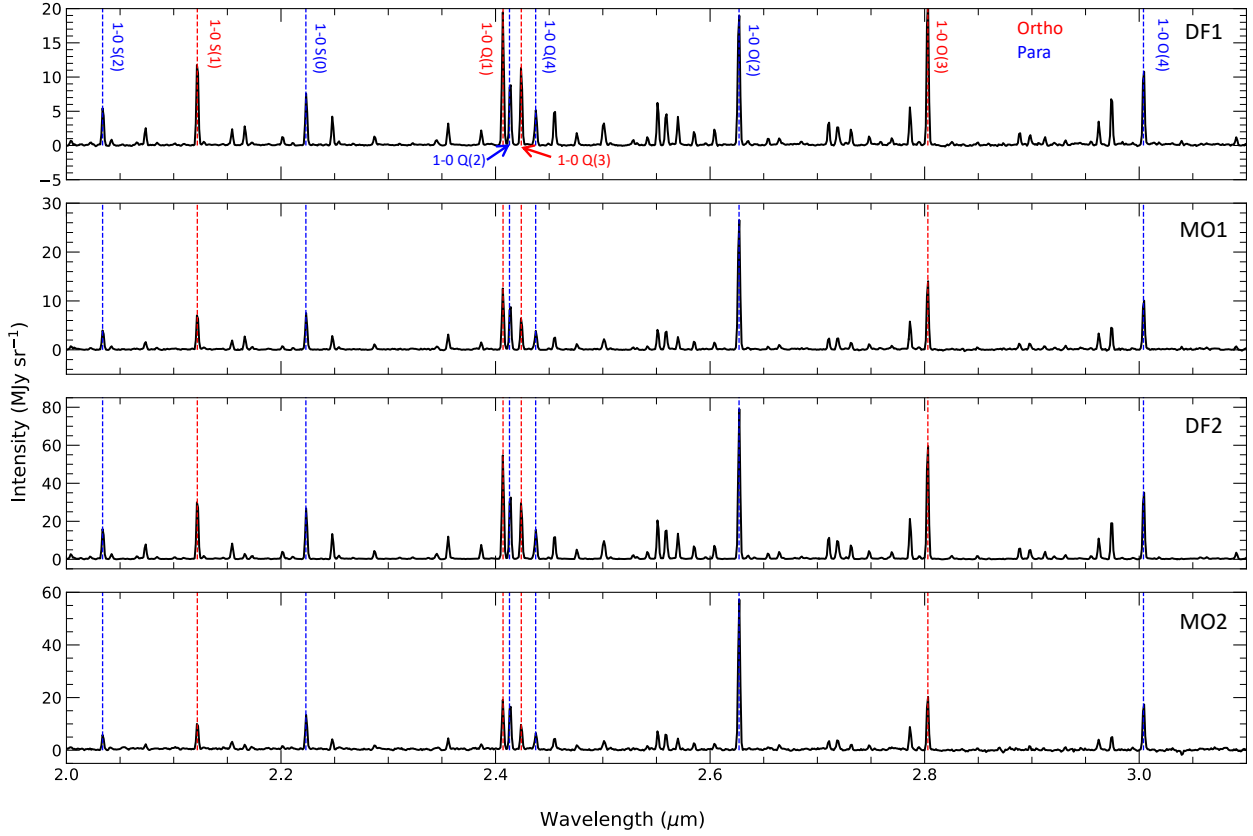 1-0 S(2)
1-0 S(1)
1-0 S(0)
1-0 Q(1)
1-0 Q(4)
1-0 O(2)
1-0 O(3)
Ortho
Para
1-0 O(4)
DF1
1-0 Q(2)
1-0 Q(3)
20
15
10
5
0
−5
MO1
30
20
10
0
DF2
80
60
40
20
0
MO2
60
40
20
0
2.0
2.2
2.4
2.6
2.8
3.0
Intensity (MJy sr⁻¹)
Wavelength (μm)